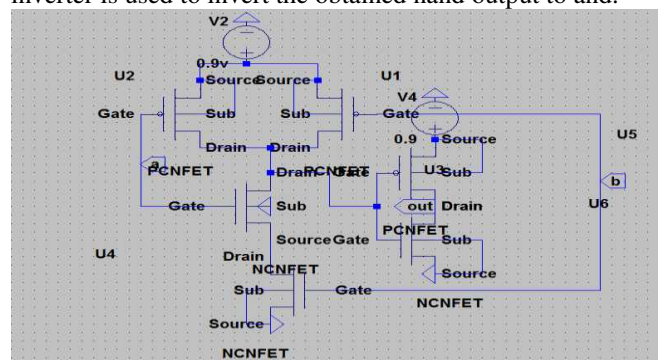 inverter is used to invert the obtained nand output to and.
V2
0.9v
U2
Source Source
U1
V4
Gate
Sub
Sub
Gate
0.9
Source
U5
Drain Drain
a
PCNFET
Drain
PCNFET
Gate
U3
Sub
b
Gate
Sub
out
Drain
U6
PCNFET
Source Gate
Sub
U4
Drain
NCNFET
Source
Sub
Gate
NCNFET
Source
NCNFET